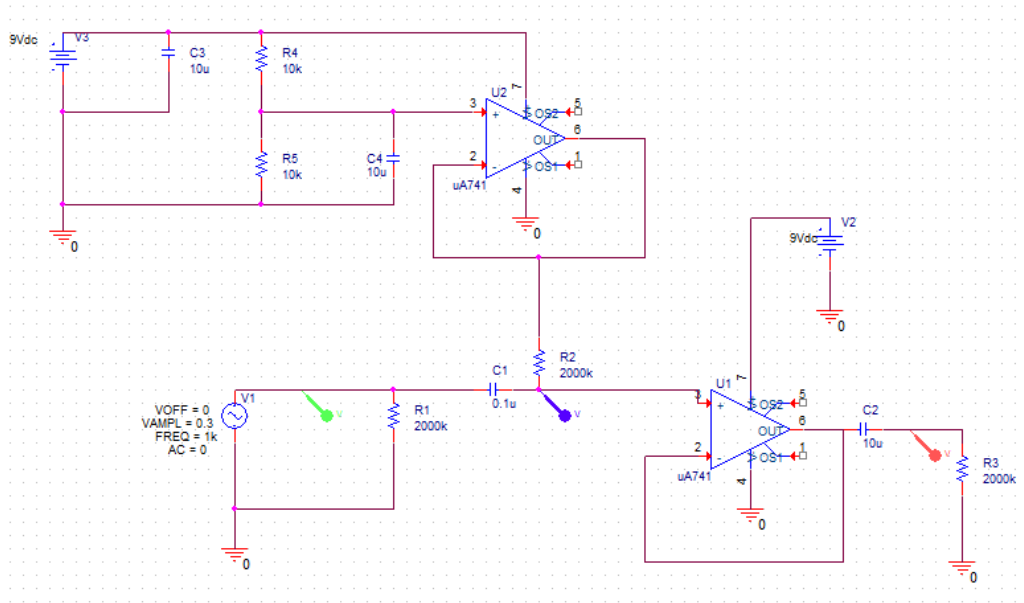 9Vdc
V3
C3
10u
R4
10k
U2
3
+
7
OS2
5
OUT
6
2
-
OS1
1
4
uA741
R5
10k
C4
10u
0
0
V2
9Vdc
0
R2
2000k
C1
0.1u
V1
VOFF = 0
VAMPL = 0.3
FREQ = 1k
AC = 0
R1
2000k
V
V
U1
3
+
7
OS2
5
OUT
6
2
-
OS1
1
4
uA741
C2
10u
V
R3
2000k
0
0
0